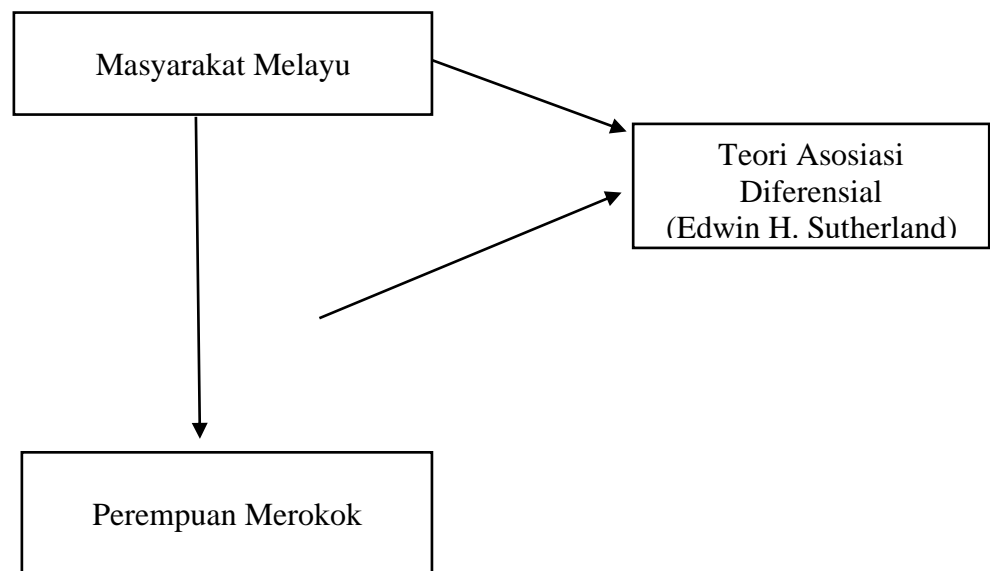 Masyarakat Melayu
Teori Asosiasi
Diferensial
(Edwin H. Sutherland)
Perempuan Merokok